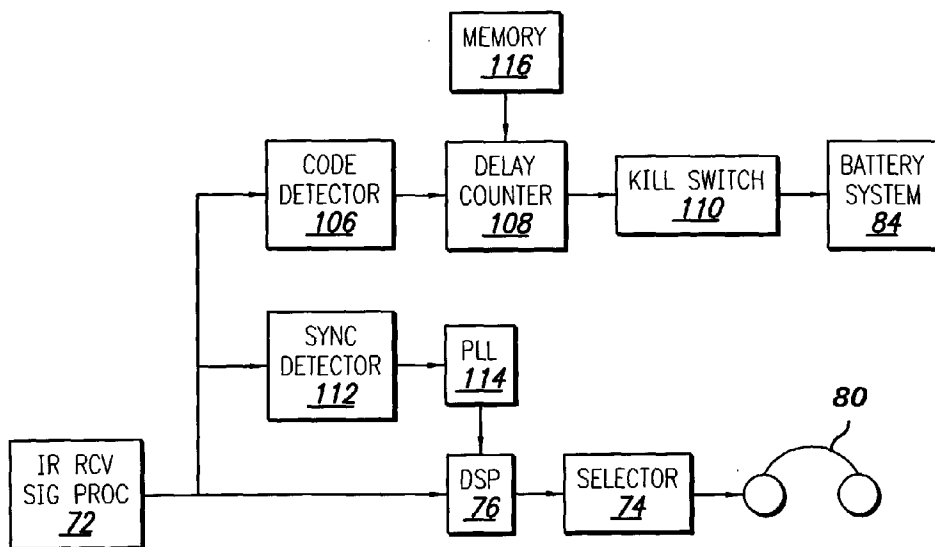 MEMORY
116
CODE
DETECTOR
106
DELAY
COUNTER
108
KILL SWITCH
110
BATTERY
SYSTEM
84
SYNC
DETECTOR
112
PLL
114
80
IR RCV
SIG PROC
72
DSP
76
SELECTOR
74